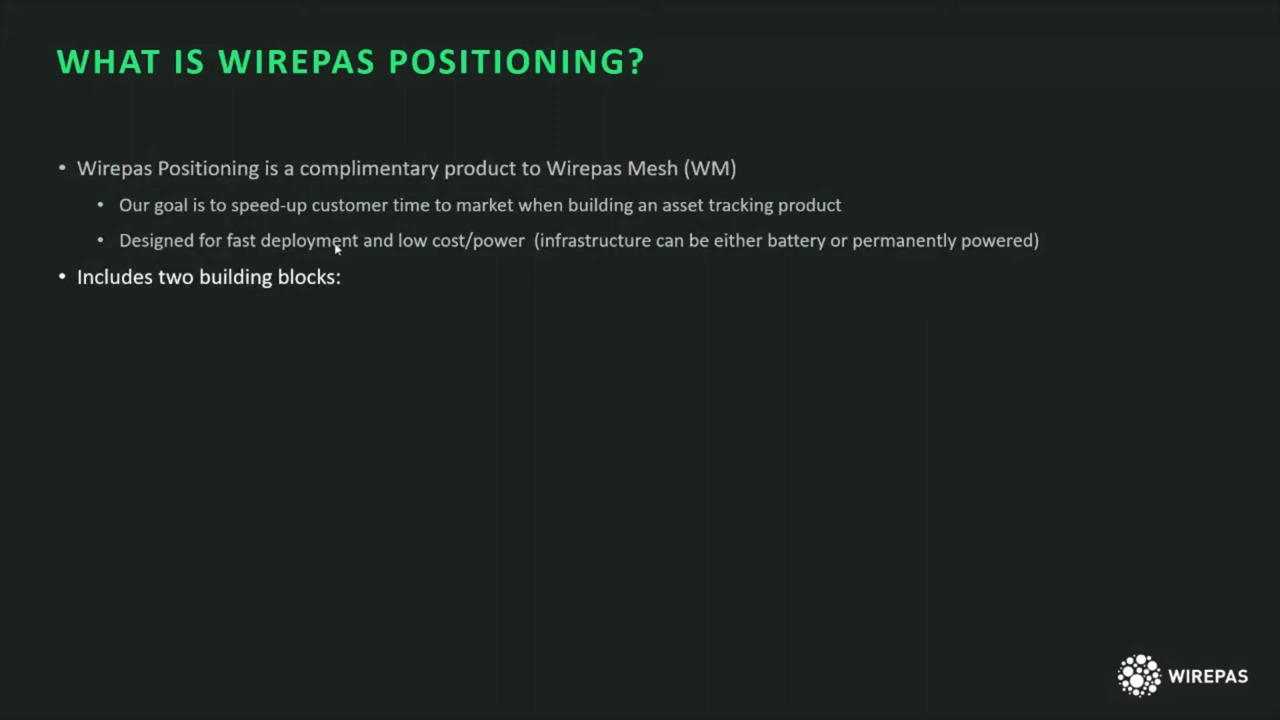 WHAT IS WIREPAS POSITIONING?
• Wirepas Positioning is a complimentary product to Wirepas Mesh (WM)
• Our goal is to speed-up customer time to market when building an asset tracking product
• Designed for fast deployment and low cost/power (infrastructure can be either battery or permanently powered)
• Includes two building blocks:
WIREPAS